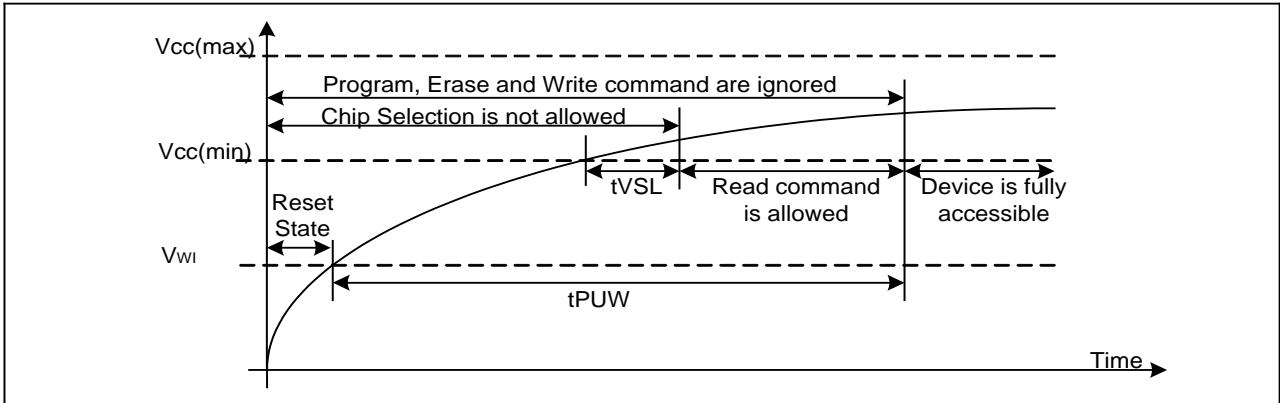 Vcc(max)
Program, Erase and Write command are ignored
Chip Selection is not allowed
Vcc(min)
tVSL
Read command
is allowed
Device is fully
accessible
Reset
State
VWI
tPUW
Time